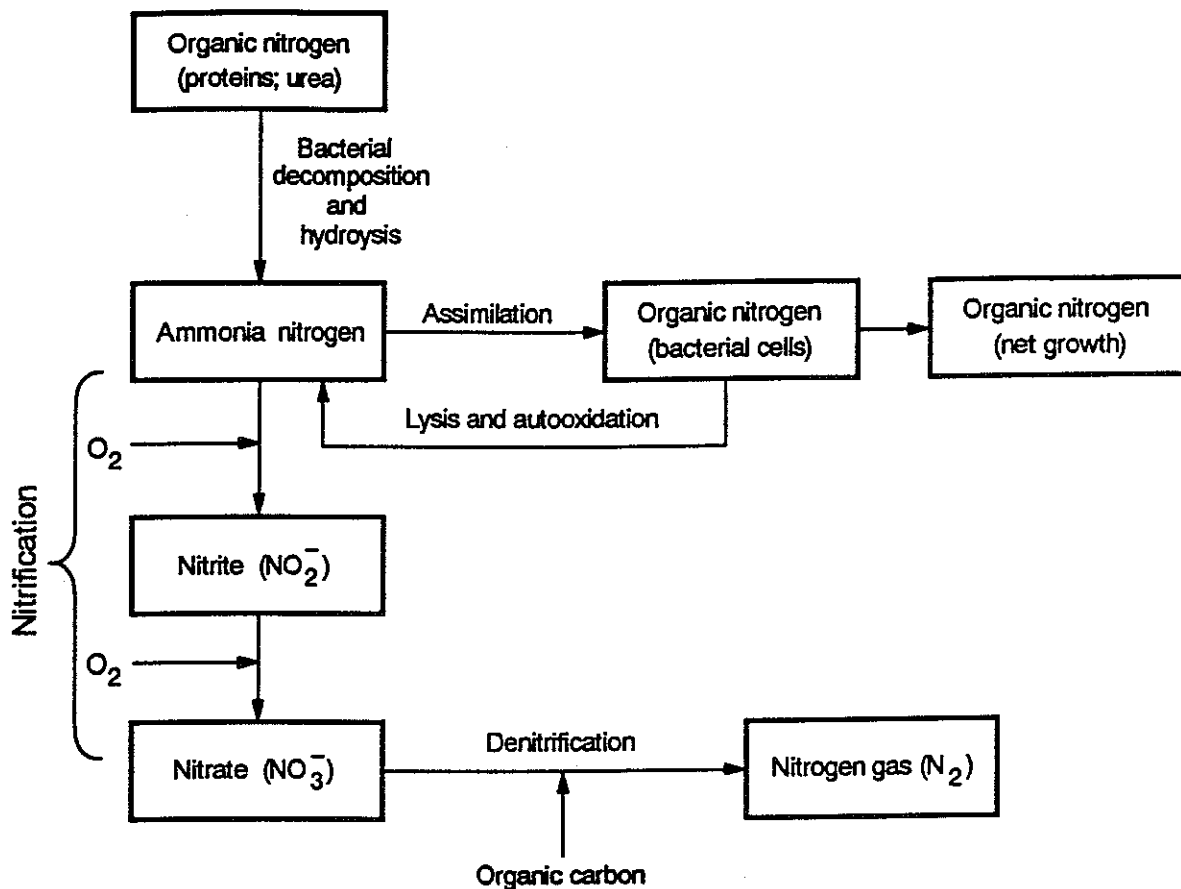 Organic nitrogen
(proteins; urea)
Bacterial
decomposition
and
hydroysis
Ammonia nitrogen
Assimilation
Organic nitrogen
(bacterial cells)
Organic nitrogen
(net growth)
Lysis and autooxidation
O₂
Nitrification
Nitrite (NO₂⁻)
O₂
Nitrate (NO₃⁻)
Denitrification
Nitrogen gas (N₂)
Organic carbon